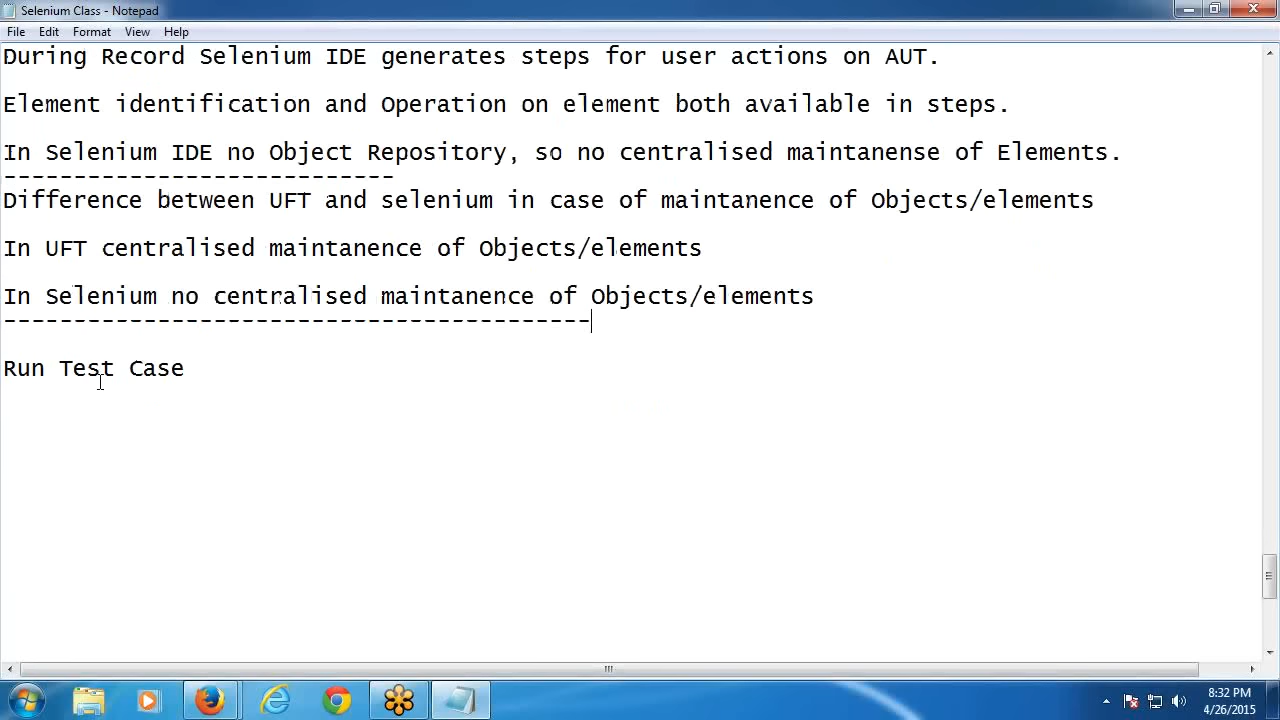 Selenium Class - Notepad
File Edit Format View Help
During Record Selenium IDE generates steps for user actions on AUT.
Element identification and Operation on element both available in steps.
In Selenium IDE no Object Repository, so no centralised maintanense of Elements.
----------------------------
Difference between UFT and selenium in case of maintanence of Objects/elements
In UFT centralised maintanence of Objects/elements
In Selenium no centralised maintanence of Objects/elements
------------------------------------------
Run Test Case
8:32 PM
4/26/2015